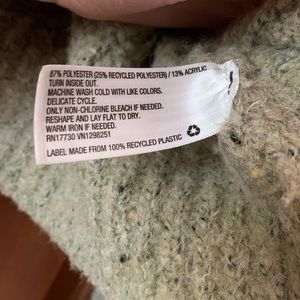 87% POLYESTER (25% RECYCLED POLYESTER) / 13% ACRYLIC
TURN INSIDE OUT.
MACHINE WASH COLD WITH LIKE COLORS.
DELICATE CYCLE.
ONLY NON-CHLORINE BLEACH IF NEEDED.
RESHAPE AND LAY FLAT TO DRY.
WARM IRON IF NEEDED.
RN17730 VN1298251
LABEL MADE FROM 100% RECYCLED PLASTIC